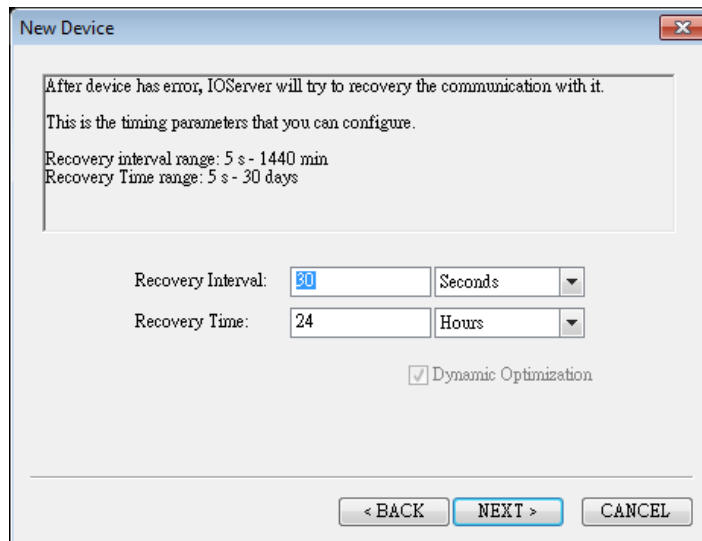 New Device
After device has error, IOServer will try to recovery the communication with it.
This is the timing parameters that you can configure.
Recovery interval range: 5 s - 1440 min
Recovery Time range: 5 s - 30 days
Recovery Interval: 30 Seconds
Recovery Time: 24 Hours
Dynamic Optimization
< BACK NEXT > CANCEL